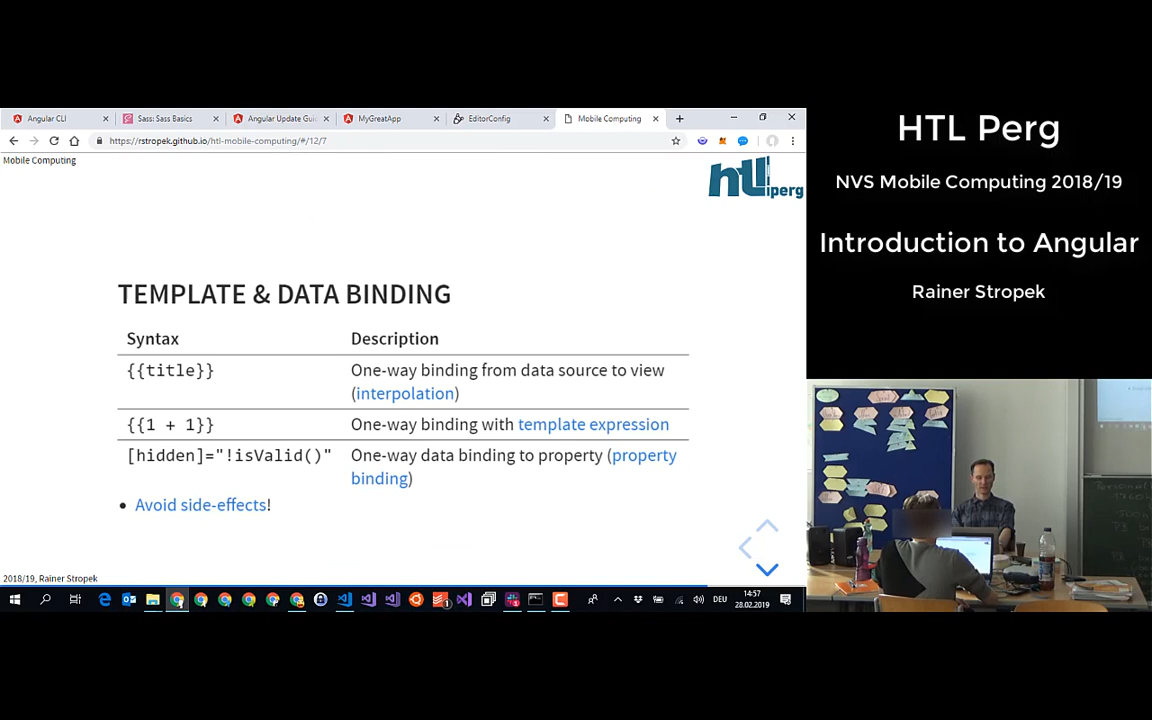 Angular CLI
Sass: Sass Basics
Angular Update Gui
MyGreatApp
EditorConfig
Mobile Computing
https://rstropek.github.io/htl-mobile-computing/#/12/7
Mobile Computing
htl perg
TEMPLATE & DATA BINDING
Syntax Description
{{title}} One-way binding from data source to view
(interpolation)
{{1 + 1}} One-way binding with template expression
[hidden]="!isValid()" One-way data binding to property (property
binding)
• Avoid side-effects!
2018/19, Rainer Stropek
DEU
14:57
28.02.2019
HTL Perg
NVS Mobile Computing 2018/19
Introduction to Angular
Rainer Stropek